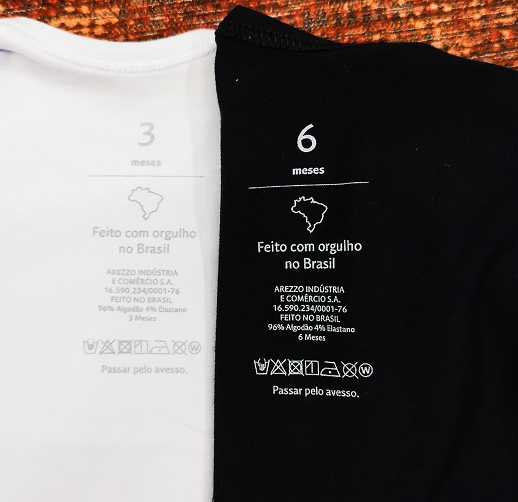 3
meses
Feito com orgulho
no Brasil
AREZZO INDÚSTRIA
E COMÉRCIO S.A.
16.590.234/0001-76
FEITO NO BRASIL
96% Algodão 4% Elastano
3 Meses
Passar pelo avesso.
6
meses
Feito com orgulho
no Brasil
AREZZO INDÚSTRIA
E COMÉRCIO S.A.
16.590.234/0001-76
FEITO NO BRASIL
96% Algodão 4% Elastano
6 Meses
W
Passar pelo avesso.